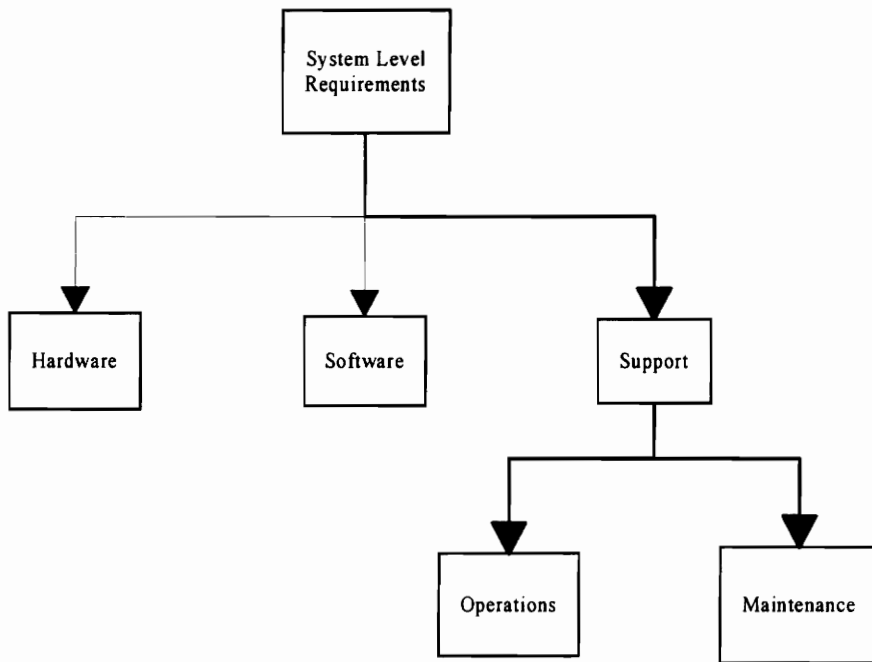 System Level
Requirements
Hardware
Software
Support
Operations
Maintenance